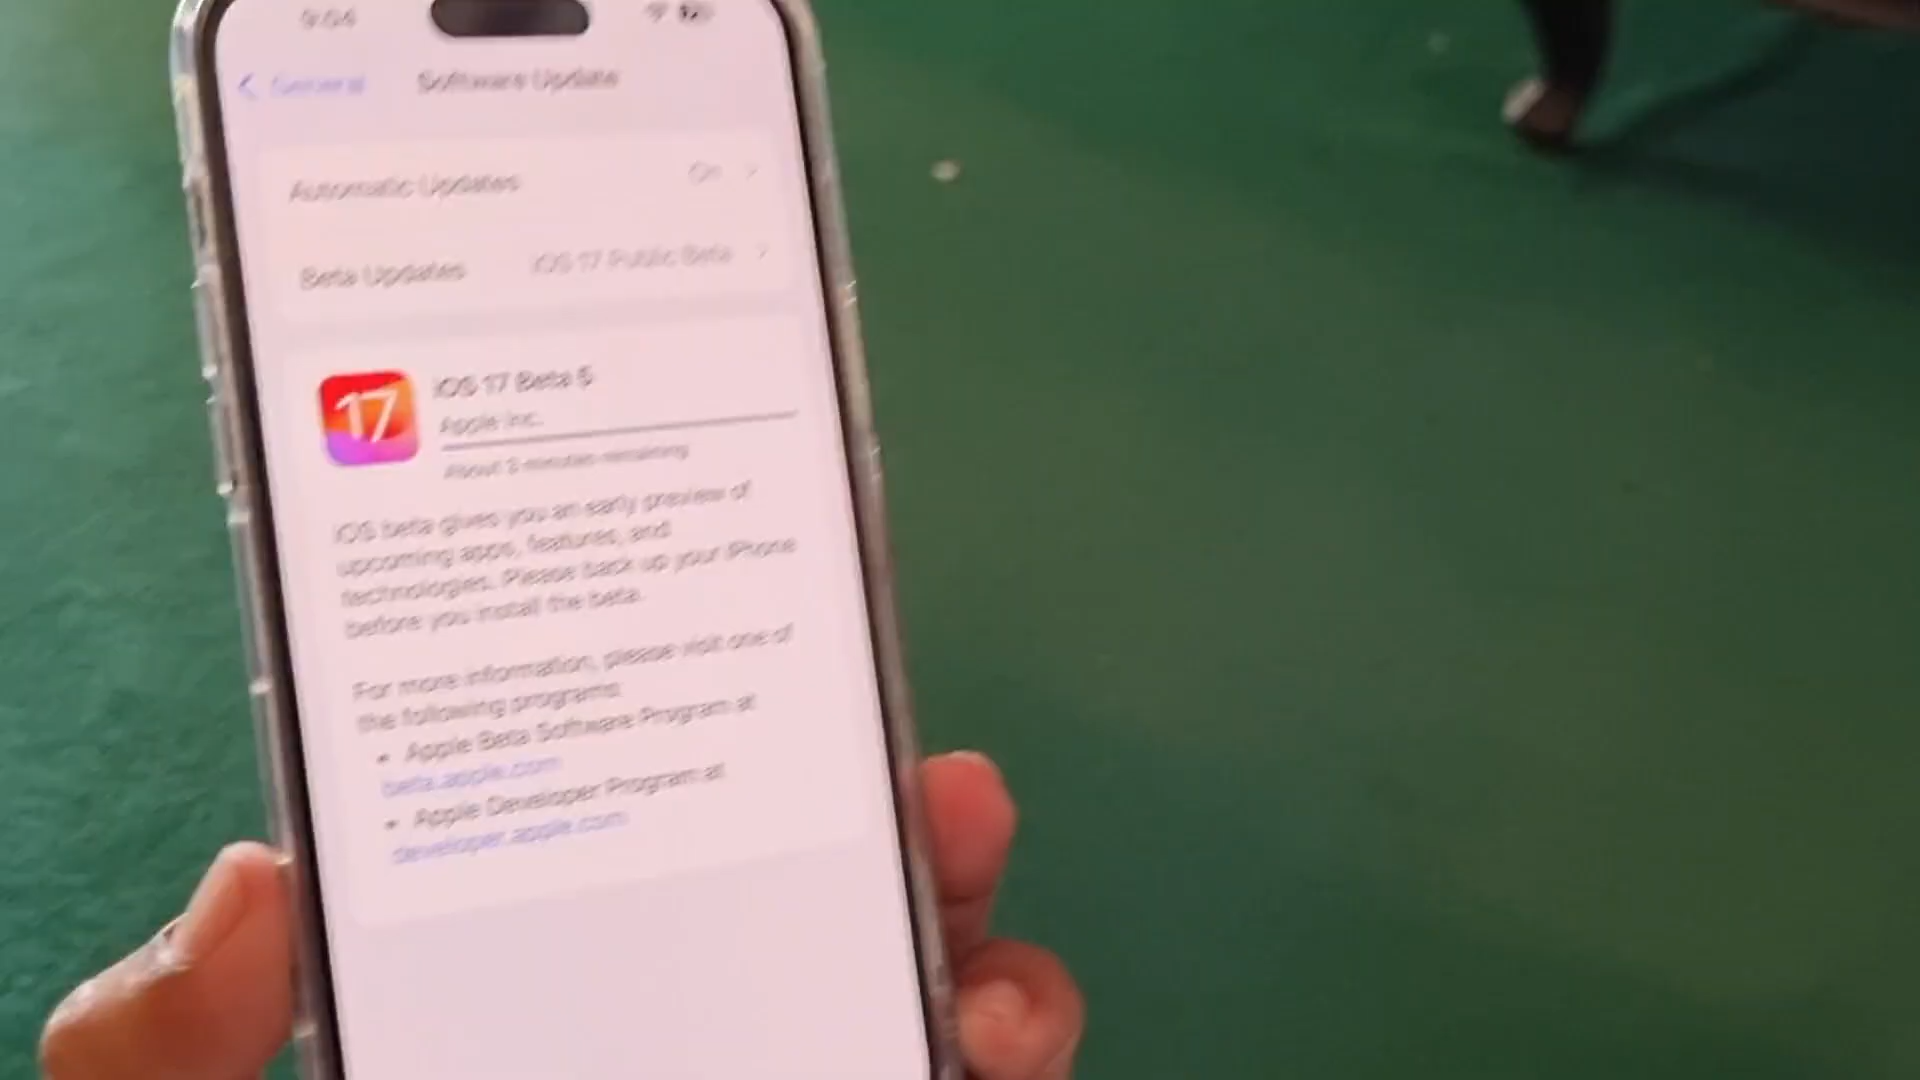 9:04
General
Software Update
Automatic Updates On
Beta Updates iOS 17 Public Beta
17
iOS 17 Beta 5
Apple Inc.
About 2 minutes remaining
iOS beta gives you an early preview of
upcoming apps, features, and
technologies. Please back up your iPhone
before you install the beta.
For more information, please visit one of
the following programs:
• Apple Beta Software Program at
beta.apple.com
• Apple Developer Program at
developer.apple.com